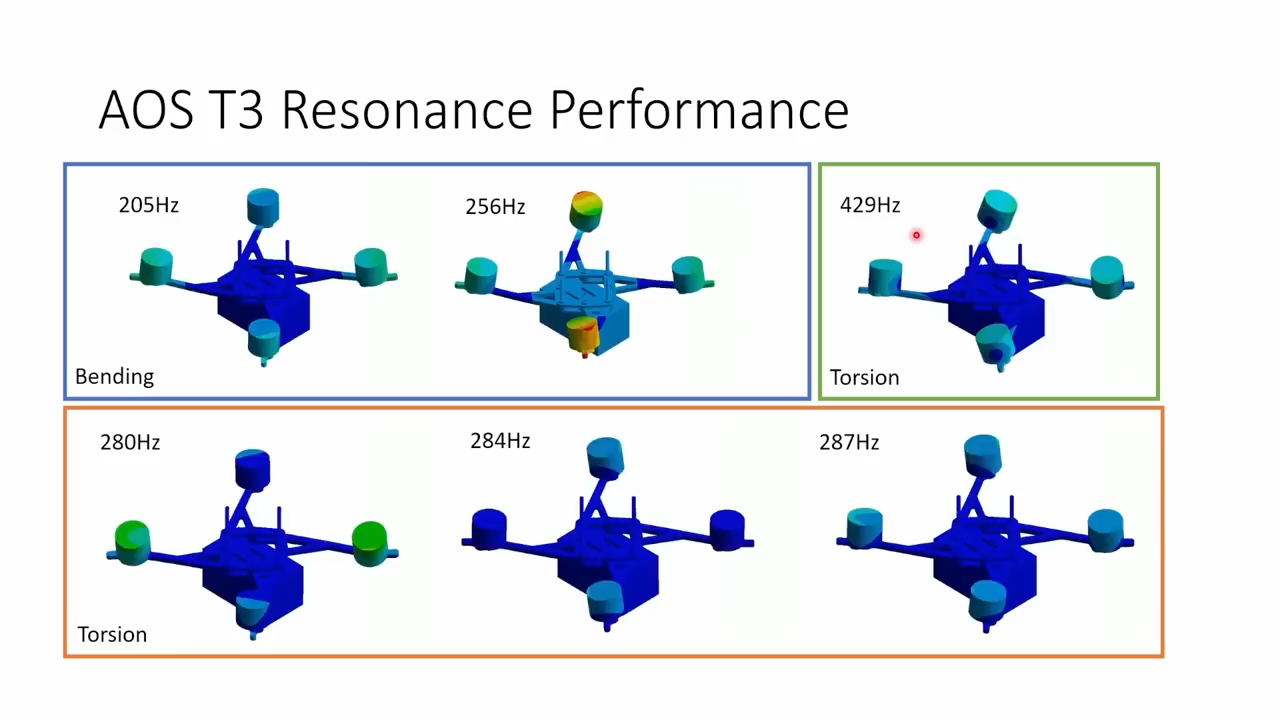 AOS T3 Resonance Performance
205Hz
256Hz
Bending
429Hz
Torsion
280Hz
284Hz
287Hz
Torsion